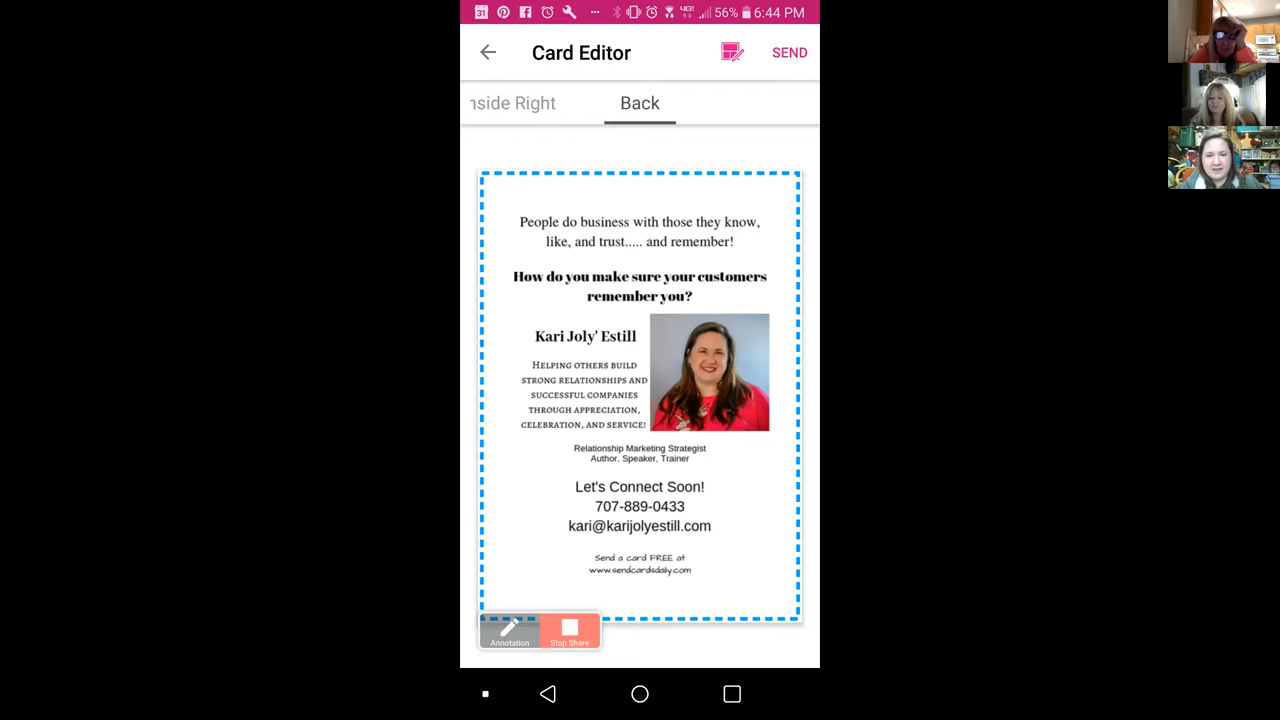 31
4G
56% 6:44 PM
Card Editor
SEND
nside Right
Back
People do business with those they know,
like, and trust..... and remember!
How do you make sure your customers
remember you?
Kari Joly' Estill
HELPING OTHERS BUILD
STRONG RELATIONSHIPS AND
SUCCESSFUL COMPANIES
THROUGH APPRECIATION,
CELEBRATION, AND SERVICE!
Relationship Marketing Strategist
Author, Speaker, Trainer
Let's Connect Soon!
707-889-0433
kari@karijolyestill.com
Send a card FREE at
www.sendcardsdaily.com
Annotation
Stop Share